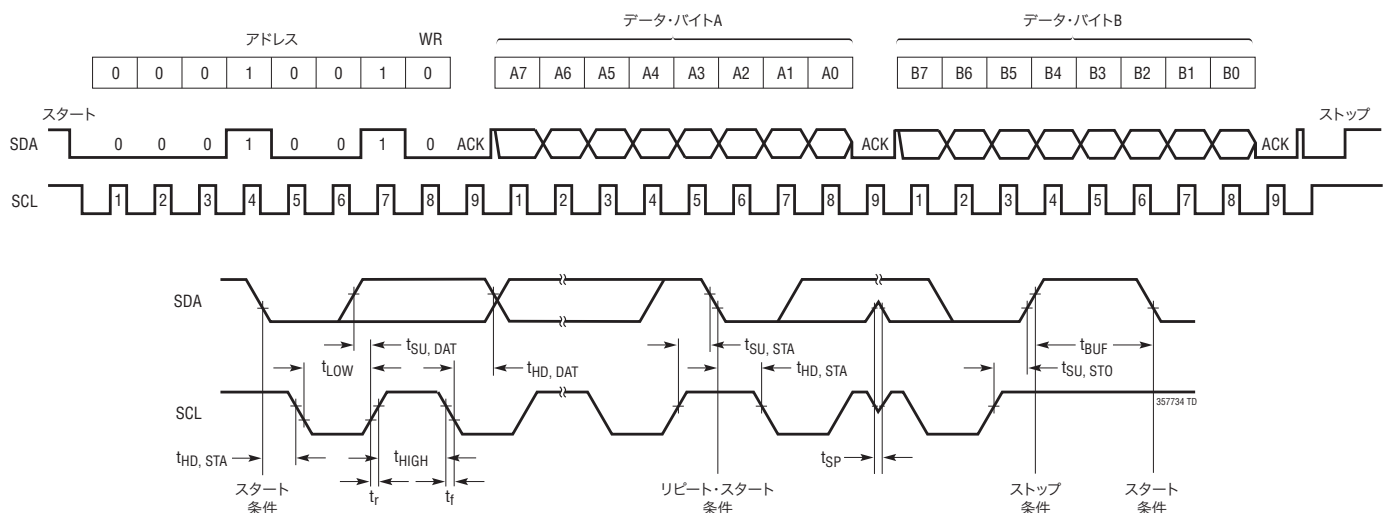 データ・バイトA データ・バイトB
アドレス WR
0 0 0 1 0 0 1 0 A7 A6 A5 A4 A3 A2 A1 A0 B7 B6 B5 B4 B3 B2 B1 B0
スタート ストップ
SDA 0 0 0 1 0 0 1 0 ACK ACK ACK
SCL 1 2 3 4 5 6 7 8 9 1 2 3 4 5 6 7 8 9 1 2 3 4 5 6 7 8 9
SDA
tSU, DAT tSU, STA tBUF
tLOW tHD, DAT tHD, STA tSU, STO
SCL 357734 TD
tHD, STA tHIGH tSP
tr tf
スタート条件 リピート・スタート条件 ストップ条件 スタート条件